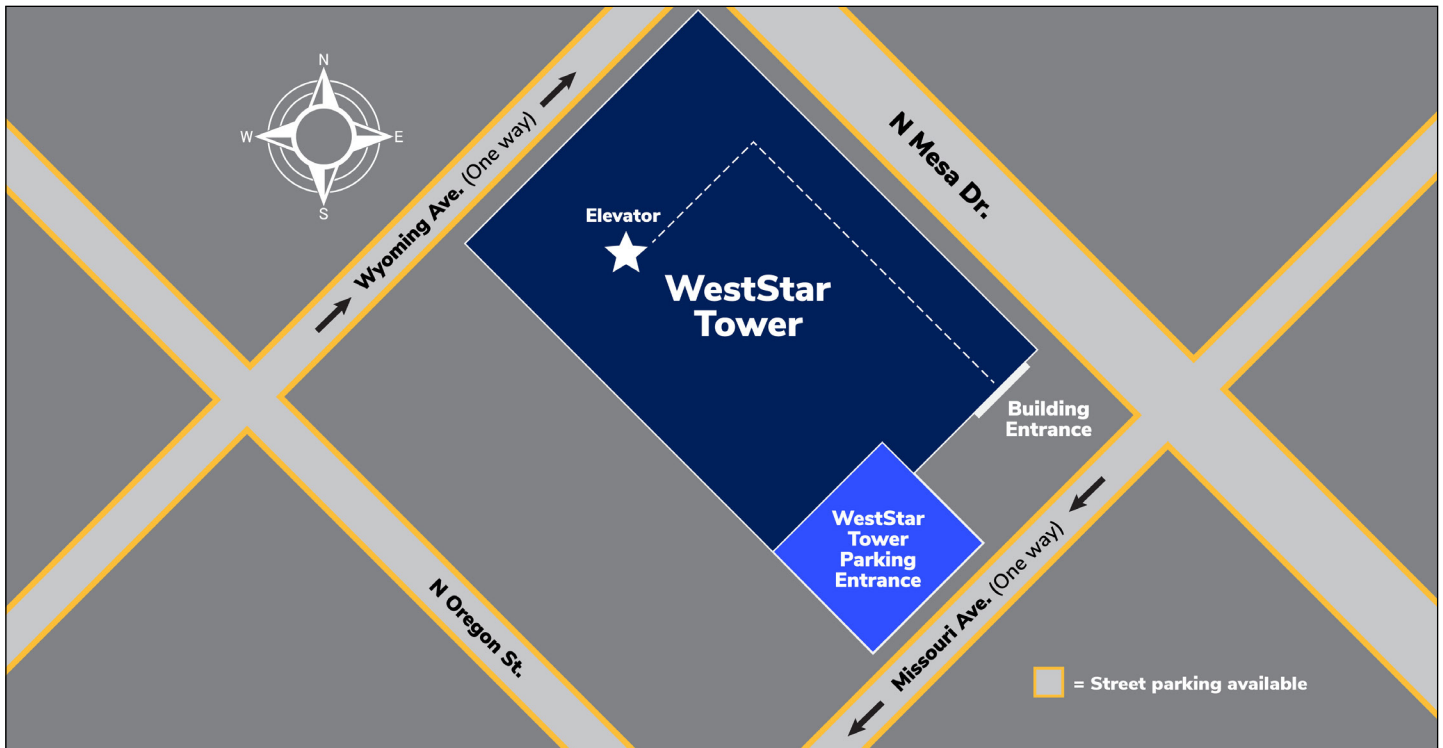 N
W
E
S
Wyoming Ave. (One way)
N Mesa Dr.
Elevator
WestStar
Tower
Building
Entrance
WestStar
Tower
Parking
Entrance
N Oregon St.
Missouri Ave. (One way)
= Street parking available